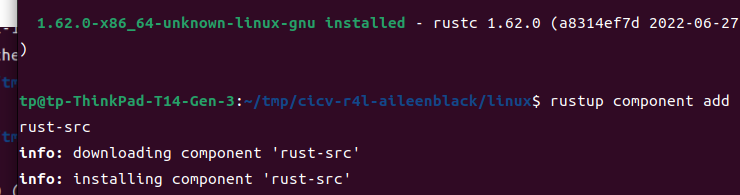 1.62.0-x86_64-unknown-linux-gnu installed - rustc 1.62.0 (a8314ef7d 2022-06-27
)
tp@tp-ThinkPad-T14-Gen-3:~/tmp/cicv-r4l-aileenblack/linux$ rustup component add
rust-src
info: downloading component 'rust-src'
info: installing component 'rust-src'